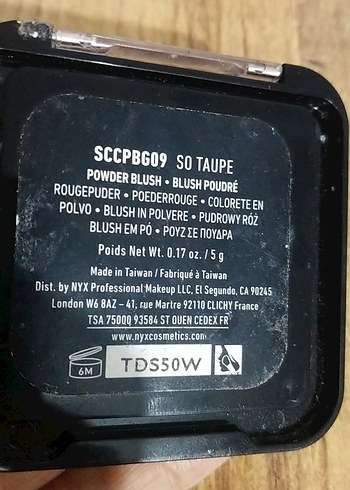 SCCPBG09 SO TAUPE
POWDER BLUSH • BLUSH POUDRÉ
ROUGEPUDER • POEDERROUGE • COLORETE EN
POLVO • BLUSH IN POLVERE • PUDROWY RÓŻ
BLUSH EM PÓ • ΡΟΥΖ ΣΕ ΠΟΥΔΡΑ
Poids Net Wt. 0.17 oz. / 5 g
Made in Taiwan / Fabriqué à Taiwan
Dist. by NYX Professional Makeup LLC, El Segundo, CA 90245
London W6 8AZ – 41, rue Martre 92110 CLICHY France
TSA 75000 93584 ST OUEN CEDEX FR
www.nyxcosmetics.com
6M TDS50W